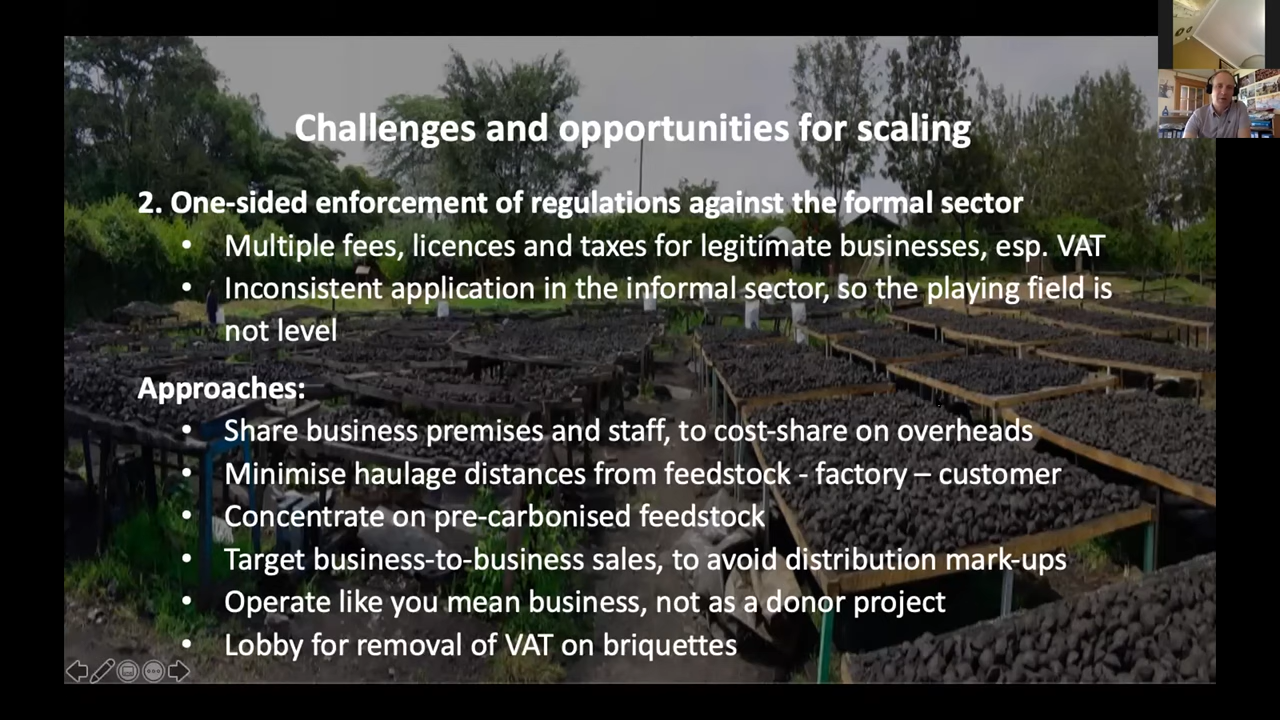 Challenges and opportunities for scaling
2. One-sided enforcement of regulations against the formal sector
• Multiple fees, licences and taxes for legitimate businesses, esp. VAT
• Inconsistent application in the informal sector, so the playing field is
not level
Approaches:
• Share business premises and staff, to cost-share on overheads
• Minimise haulage distances from feedstock - factory – customer
• Concentrate on pre-carbonised feedstock
• Target business-to-business sales, to avoid distribution mark-ups
• Operate like you mean business, not as a donor project
• Lobby for removal of VAT on briquettes